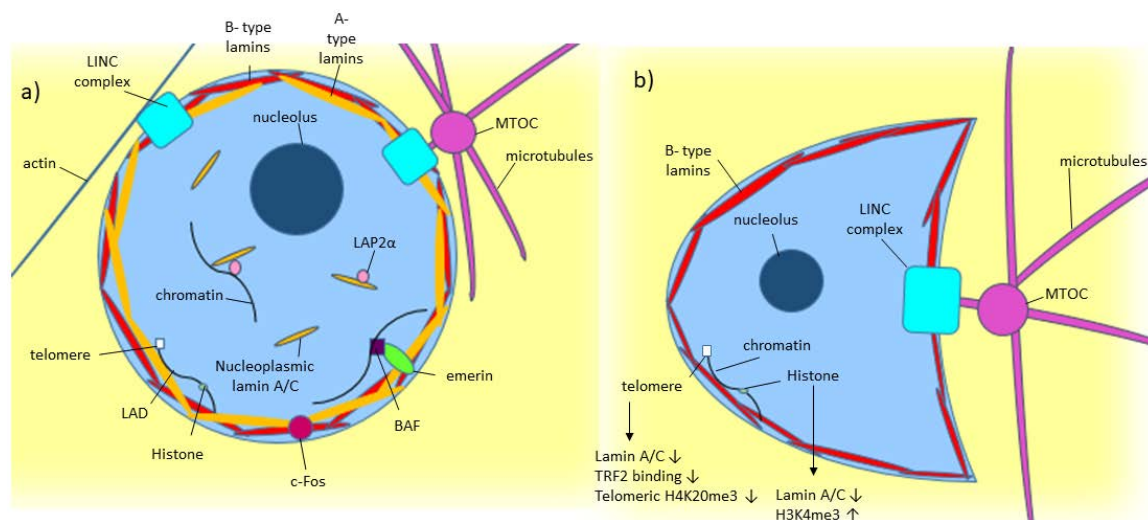 a)
B- type
lamins
A-
type
lamins
LINC
complex
nucleolus
MTOC
actin
microtubules
LAP2α
chromatin
telomere
Nucleoplasmic
lamin A/C
emerin
LAD
BAF
Histone
c-Fos
b)
B- type
lamins
microtubules
nucleolus
LINC
complex
MTOC
chromatin
telomere
Histone
Lamin A/C ↓
TRF2 binding ↓
Telomeric H4K20me3 ↓
Lamin A/C ↓
H3K4me3 ↑